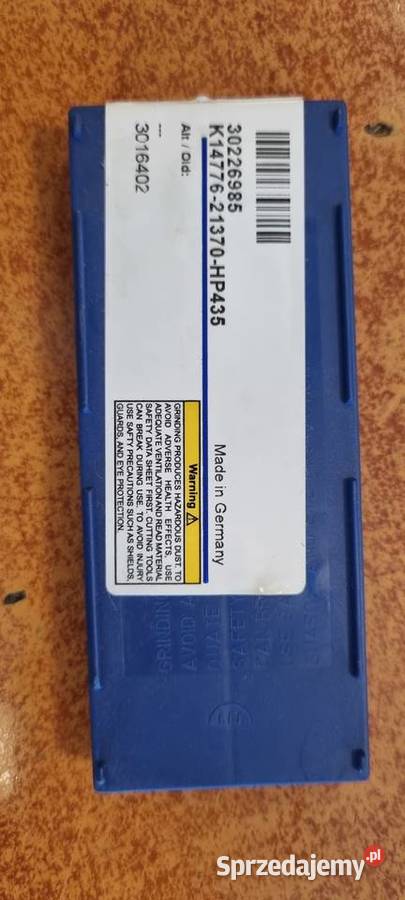 30226985
K14776-21370-HP435
Alt / Old:
---
3016402
Made in Germany
Warning
GRINDING PRODUCES HAZARDOUS DUST. TO
AVOID ADVERSE HEALTH EFFECTS, USE
ADEQUATE VENTILATION AND READ MATERIAL
SAFETY DATA SHEET FIRST. CUTTING TOOLS
CAN BREAK DURING USE. TO AVOID INJURY
USE SAFTY PRECAUTIONS SUCH AS SHIELDS,
GUARDS, AND EYE PROTECTION.
Sprzedajemy.pl